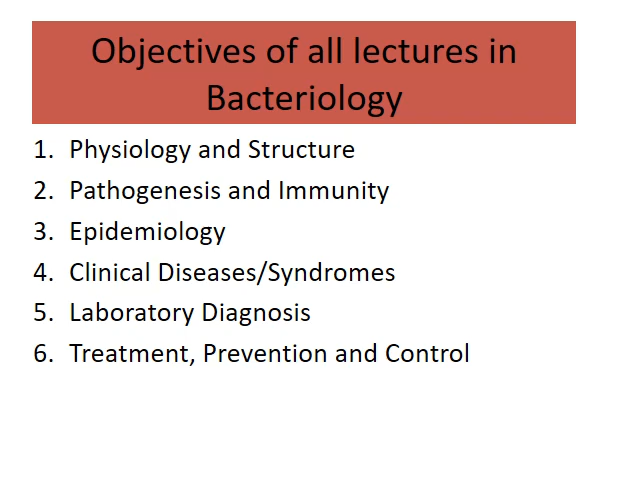 Objectives of all lectures in
Bacteriology
1. Physiology and Structure
2. Pathogenesis and Immunity
3. Epidemiology
4. Clinical Diseases/Syndromes
5. Laboratory Diagnosis
6. Treatment, Prevention and Control